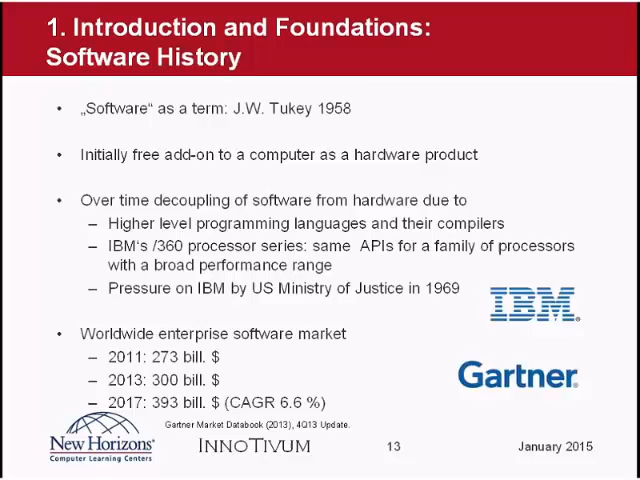 1. Introduction and Foundations:
Software History
• „Software“ as a term: J.W. Tukey 1958
• Initially free add-on to a computer as a hardware product
• Over time decoupling of software from hardware due to
– Higher level programming languages and their compilers
– IBM‘s /360 processor series: same APIs for a family of processors
with a broad performance range
– Pressure on IBM by US Ministry of Justice in 1969
IBM®
• Worldwide enterprise software market
– 2011: 273 bill. $
– 2013: 300 bill. $
– 2017: 393 bill. $ (CAGR 6.6 %)
Gartner®
Gartner Market Databook (2013), 4Q13 Update.
New Horizons®
Computer Learning Centers
INNOTIVUM
13
January 2015